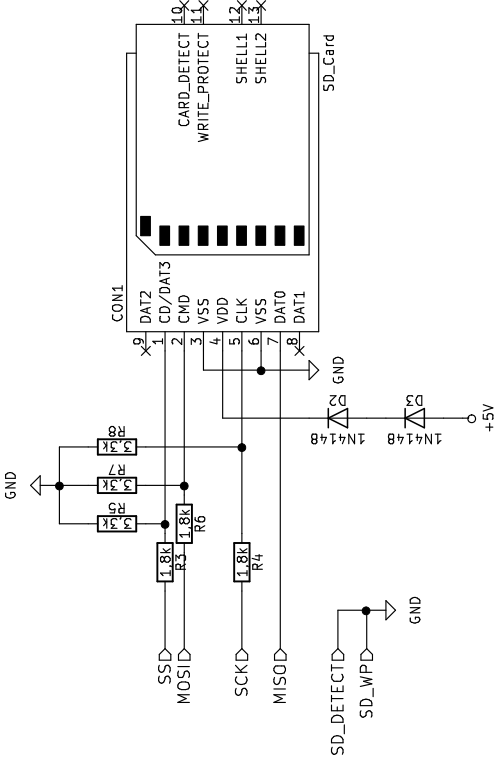 10
11
12
13
CARD_DETECT
WRITE_PROTECT
SHELL1
SHELL2
SD_Card
CON1
DAT2
CD/DAT3
CMD
VSS
VDD
CLK
VSS
DAT0
DAT1
9
1
2
3
4
5
6
7
8
GND
D2
1N4148
D3
1N4148
+5V
R8
3,3k
R7
3,3k
R5
3,3k
GND
1,8k
R6
1,8k
R3
1,8k
R4
SS
MOSI
SCK
MISO
SD_DETECT
SD_WP
GND